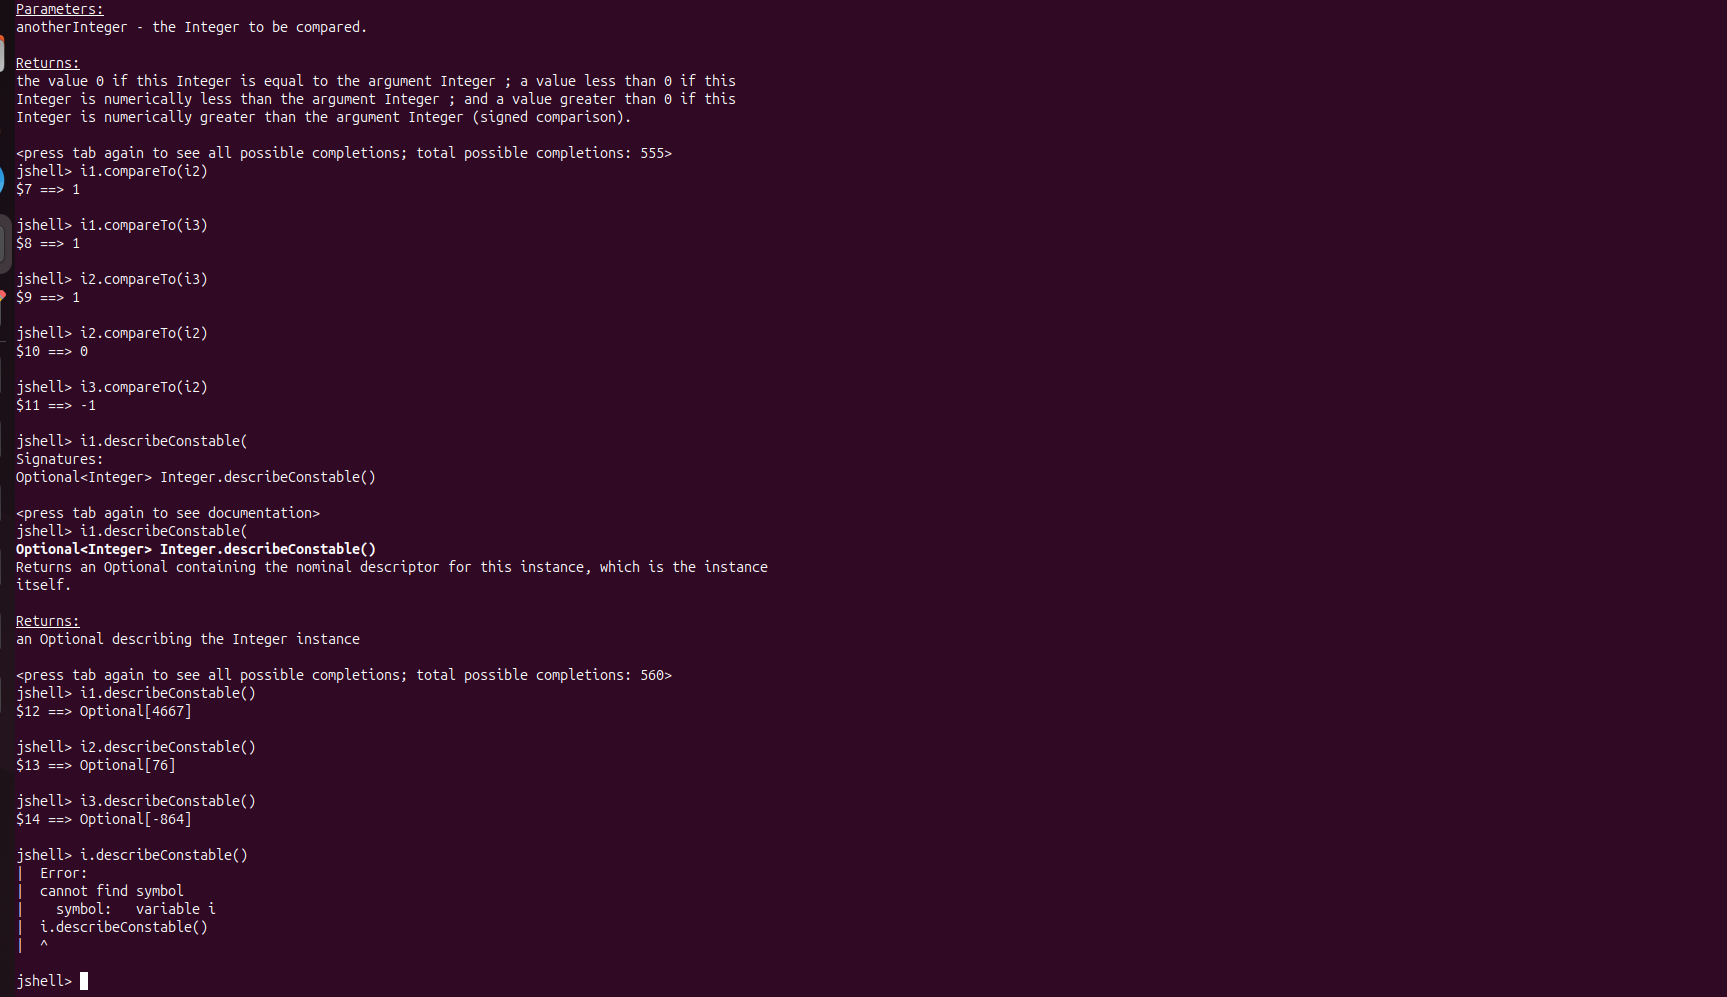 Parameters:
anotherInteger - the Integer to be compared.
Returns:
the value 0 if this Integer is equal to the argument Integer ; a value less than 0 if this
Integer is numerically less than the argument Integer ; and a value greater than 0 if this
Integer is numerically greater than the argument Integer (signed comparison).
<press tab again to see all possible completions; total possible completions: 555>
jshell> i1.compareTo(i2)
$7 ==> 1
jshell> i1.compareTo(i3)
$8 ==> 1
jshell> i2.compareTo(i3)
$9 ==> 1
jshell> i2.compareTo(i2)
$10 ==> 0
jshell> i3.compareTo(i2)
$11 ==> -1
jshell> i1.describeConstable(
Signatures:
Optional<Integer> Integer.describeConstable()
<press tab again to see documentation>
jshell> i1.describeConstable(
Optional<Integer> Integer.describeConstable()
Returns an Optional containing the nominal descriptor for this instance, which is the instance
itself.
Returns:
an Optional describing the Integer instance
<press tab again to see all possible completions; total possible completions: 560>
jshell> i1.describeConstable()
$12 ==> Optional[4667]
jshell> i2.describeConstable()
$13 ==> Optional[76]
jshell> i3.describeConstable()
$14 ==> Optional[-864]
jshell> i.describeConstable()
|  Error:
|  cannot find symbol
|    symbol:   variable i
|  i.describeConstable()
|  ^
jshell>